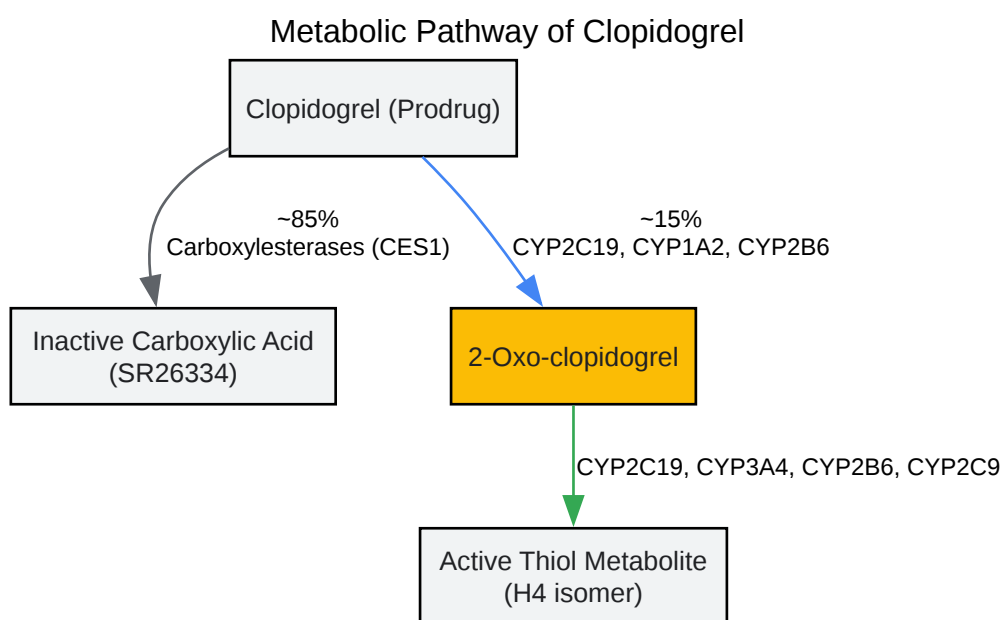 Metabolic Pathway of Clopidogrel
Clopidogrel (Prodrug)
~85%
Carboxylesterases (CES1)
~15%
CYP2C19, CYP1A2, CYP2B6
Inactive Carboxylic Acid
(SR26334)
2-Oxo-clopidogrel
CYP2C19, CYP3A4, CYP2B6, CYP2C9
Active Thiol Metabolite
(H4 isomer)